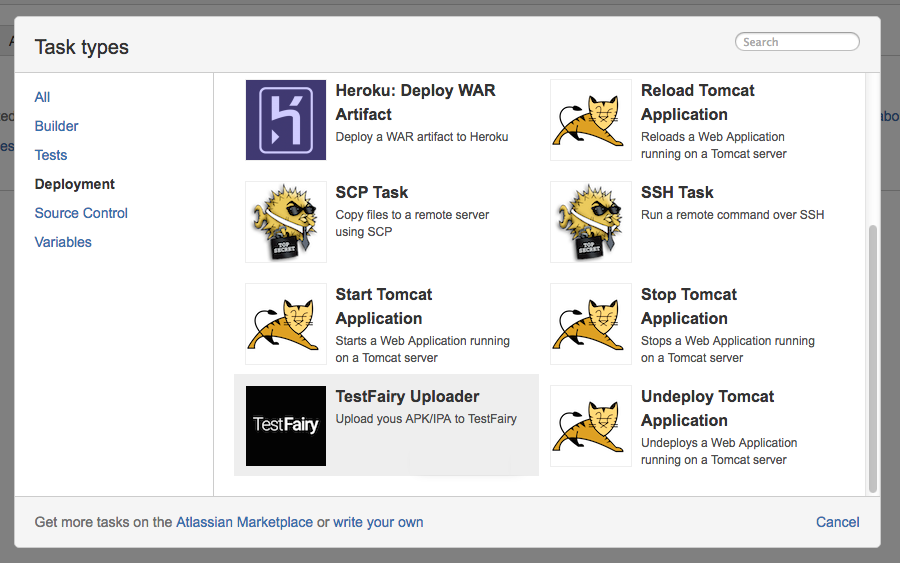 Task types
Search
All
Builder
Tests
Deployment
Source Control
Variables
Heroku: Deploy WAR
Artifact
Deploy a WAR artifact to Heroku
Reload Tomcat
Application
Reloads a Web Application
running on a Tomcat server
TOP
SECRET
SCP Task
Copy files to a remote server
using SCP
TOP
SECRET
SSH Task
Run a remote command over SSH
Start Tomcat
Application
Starts a Web Application running
on a Tomcat server
Stop Tomcat
Application
Stops a Web Application running
on a Tomcat server
TestFairy
TestFairy Uploader
Upload yous APK/IPA to TestFairy
Undeploy Tomcat
Application
Undeploys a Web Application
running on a Tomcat server
Get more tasks on the Atlassian Marketplace or write your own
Cancel